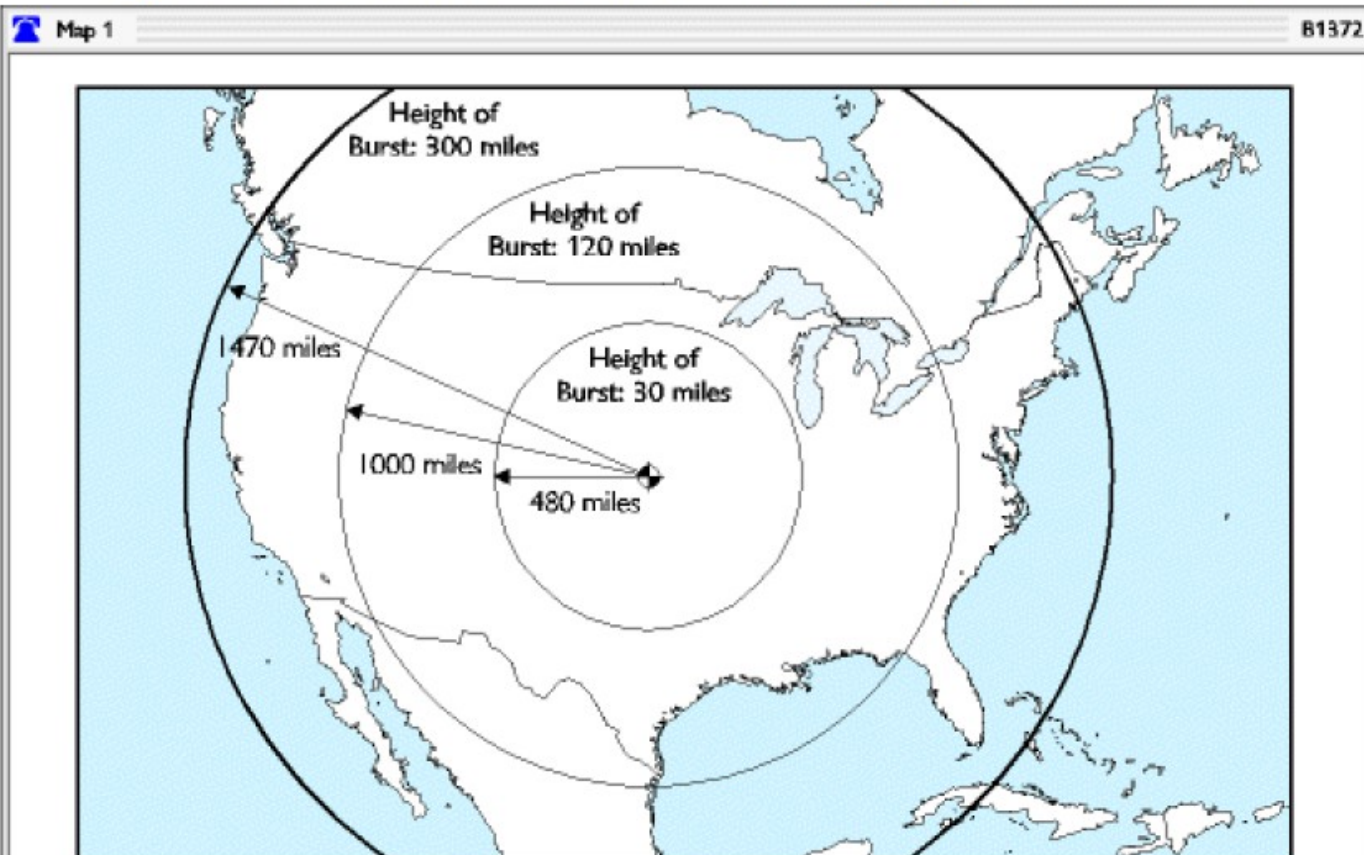 Map 1
B1372
Height of
Burst: 300 miles
Height of
Burst: 120 miles
1470 miles
Height of
Burst: 30 miles
1000 miles
480 miles